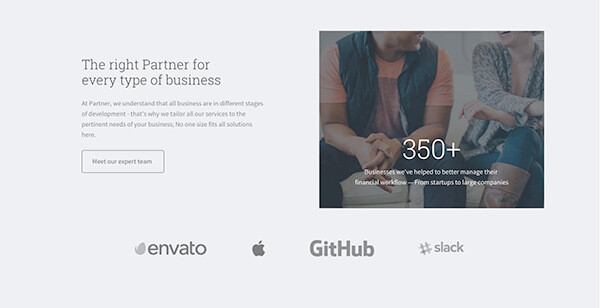 The right Partner for
every type of business
At Partner, we understand that all business are in different stages
of development - that's why we tailor all our services to the
pertinent needs of your business; No one size fits all solutions
here.
Meet our expert team
350+
Businesses we've helped to better manage their
financial workflow — From startups to large companies
envato
GitHub
slack